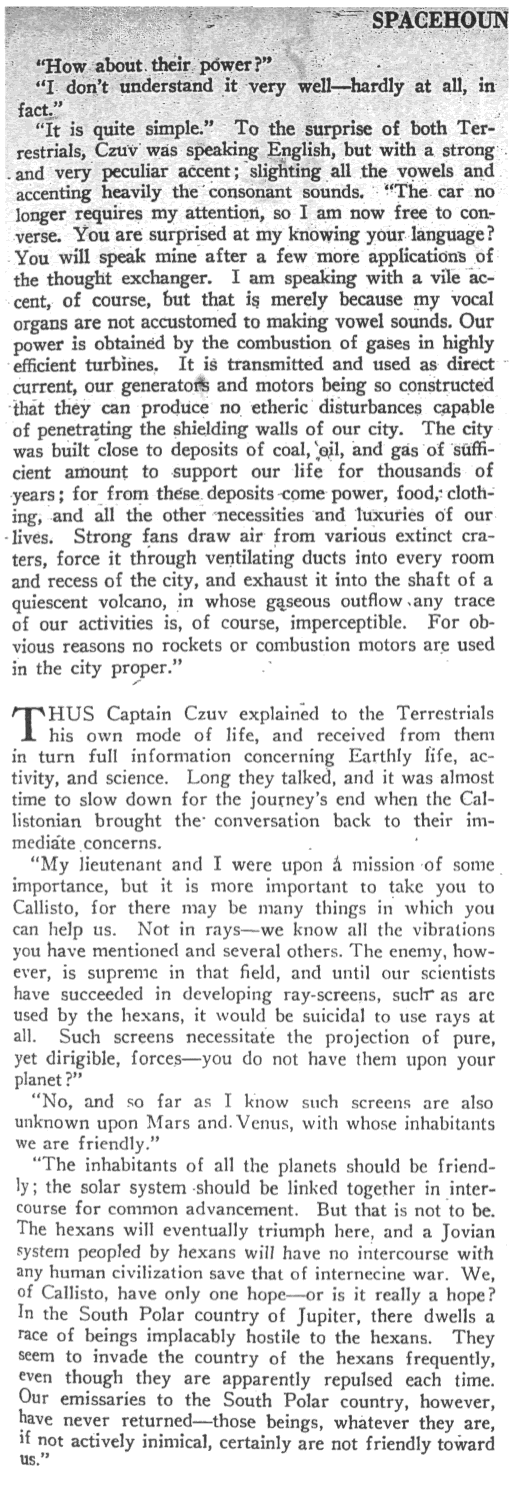 SPACEHOUN
"How about their power?"
"I don't understand it very well—hardly at all, in
fact."
"It is quite simple." To the surprise of both Ter-
restrials, Czuv was speaking English, but with a strong
and very peculiar accent; slighting all the vowels and
accenting heavily the consonant sounds. "The car no
longer requires my attention, so I am now free to con-
verse. You are surprised at my knowing your language?
You will speak mine after a few more applications of
the thought exchanger. I am speaking with a vile ac-
cent, of course, but that is merely because my vocal
organs are not accustomed to making vowel sounds. Our
power is obtained by the combustion of gases in highly
efficient turbines. It is transmitted and used as direct
current, our generators and motors being so constructed
that they can produce no etheric disturbances capable
of penetrating the shielding walls of our city. The city
was built close to deposits of coal, oil, and gas of suffi-
cient amount to support our life for thousands of
years; for from these deposits come power, food, cloth-
ing, and all the other necessities and luxuries of our
lives. Strong fans draw air from various extinct cra-
ters, force it through ventilating ducts into every room
and recess of the city, and exhaust it into the shaft of a
quiescent volcano, in whose gaseous outflow any trace
of our activities is, of course, imperceptible. For ob-
vious reasons no rockets or combustion motors are used
in the city proper."
THUS Captain Czuv explained to the Terrestrials
his own mode of life, and received from them
in turn full information concerning Earthly life, ac-
tivity, and science. Long they talked, and it was almost
time to slow down for the journey's end when the Cal-
listonian brought the conversation back to their im-
mediate concerns.
"My lieutenant and I were upon a mission of some
importance, but it is more important to take you to
Callisto, for there may be many things in which you
can help us. Not in rays—we know all the vibrations
you have mentioned and several others. The enemy, how-
ever, is supreme in that field, and until our scientists
have succeeded in developing ray-screens, such as are
used by the hexans, it would be suicidal to use rays at
all. Such screens necessitate the projection of pure,
yet dirigible, forces—you do not have them upon your
planet?"
"No, and so far as I know such screens are also
unknown upon Mars and Venus, with whose inhabitants
we are friendly."
"The inhabitants of all the planets should be friend-
ly; the solar system should be linked together in inter-
course for common advancement. But that is not to be.
The hexans will eventually triumph here, and a Jovian
system peopled by hexans will have no intercourse with
any human civilization save that of internecine war. We,
of Callisto, have only one hope—or is it really a hope?
In the South Polar country of Jupiter, there dwells a
race of beings implacably hostile to the hexans. They
seem to invade the country of the hexans frequently,
even though they are apparently repulsed each time.
Our emissaries to the South Polar country, however,
have never returned—those beings, whatever they are,
if not actively inimical, certainly are not friendly toward
us."